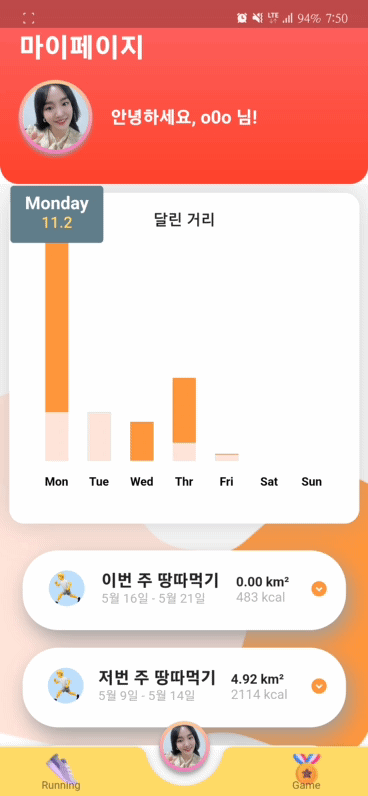 LTE 94% 7:50
마이페이지
안녕하세요, o0o 님!
Monday
11.2
달린 거리
Mon Tue Wed Thr Fri Sat Sun
이번 주 땅따먹기 0.00 km²
5월 16일 - 5월 21일 483 kcal
저번 주 땅따먹기 4.92 km²
5월 9일 - 5월 14일 2114 kcal
Running Game